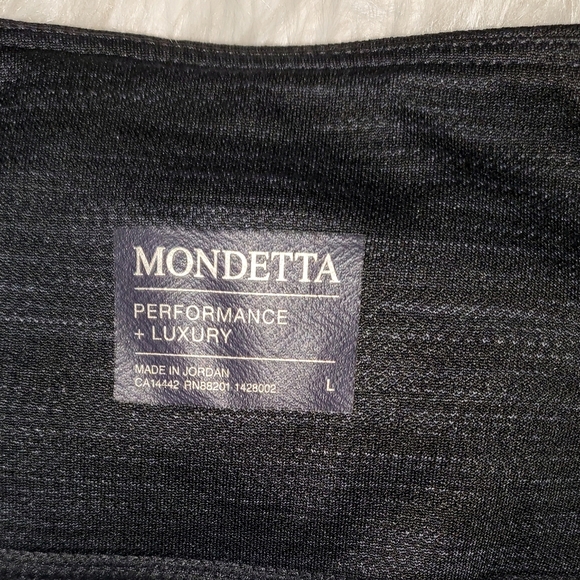 MONDETTA
PERFORMANCE
+ LUXURY
MADE IN JORDAN
CA14442 RN88201 1428002 L